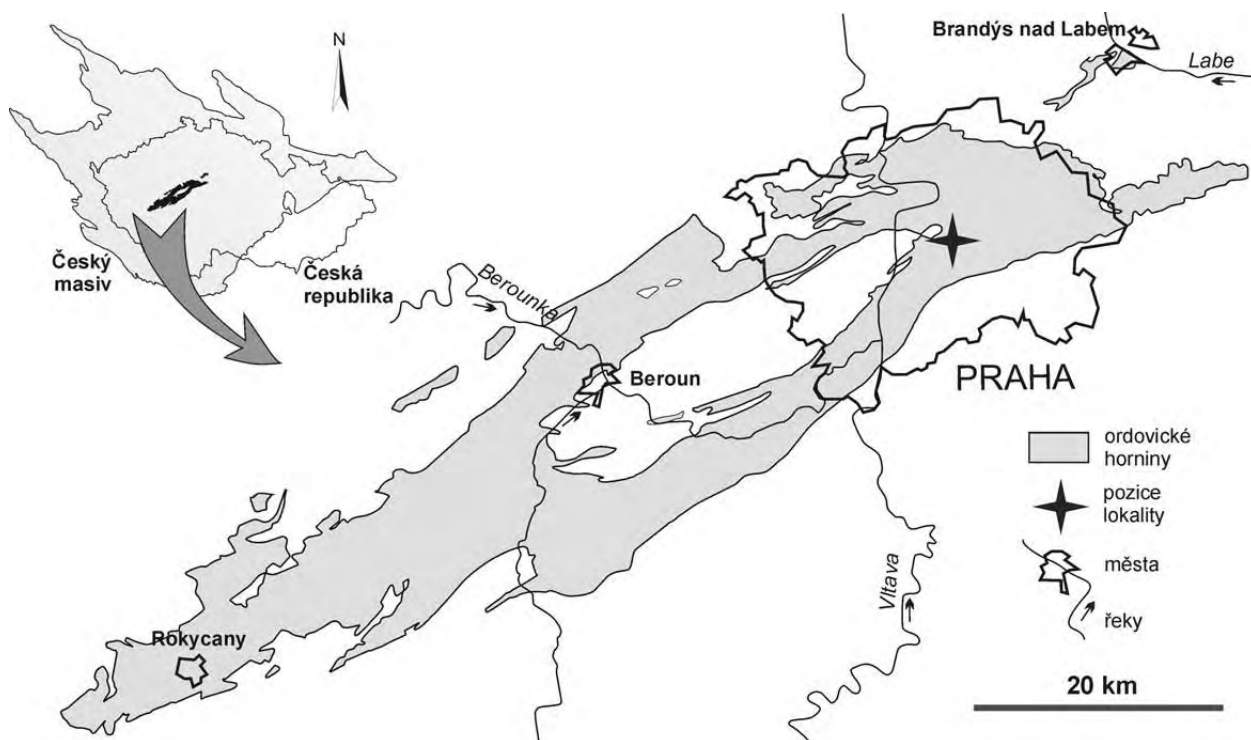 N
Český
masiv
Česká
republika
Brandýs nad Labem
Labe
Berounka
Beroun
PRAHA
Vltava
Rokycany
ordovické
horniny
pozice
lokality
města
řeky
20 km